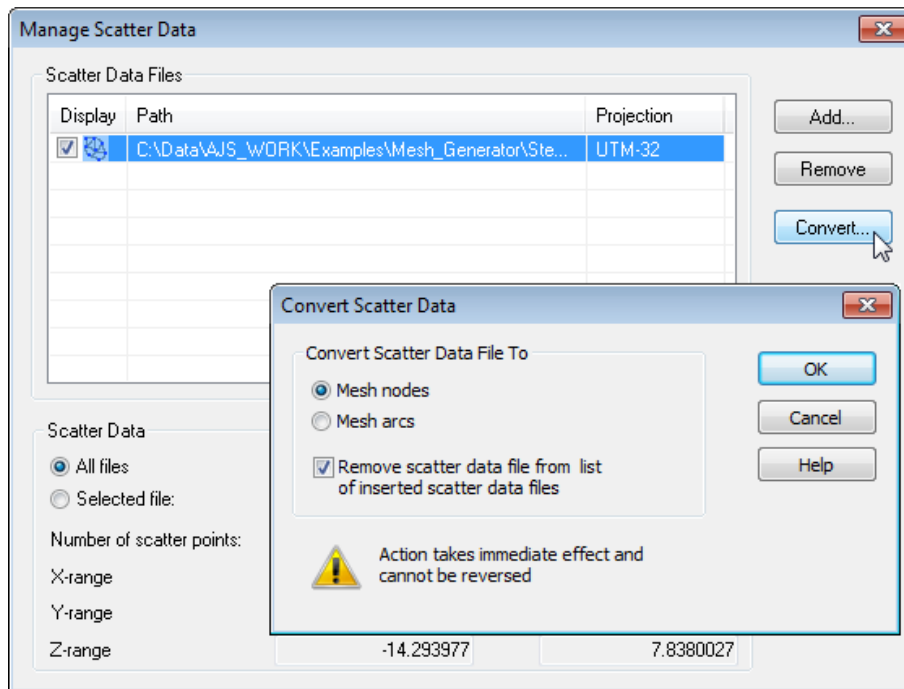 Manage Scatter Data
Scatter Data Files
Display Path Projection
C:\Data\AJS_WORK\Examples\Mesh_Generator\Ste... UTM-32
Add...
Remove
Convert...
Convert Scatter Data
Convert Scatter Data File To
Mesh nodes
Mesh arcs
Remove scatter data file from list
of inserted scatter data files
Action takes immediate effect and
cannot be reversed
OK
Cancel
Help
Scatter Data
All files
Selected file:
Number of scatter points:
X-range
Y-range
Z-range -14.293977 7.8380027